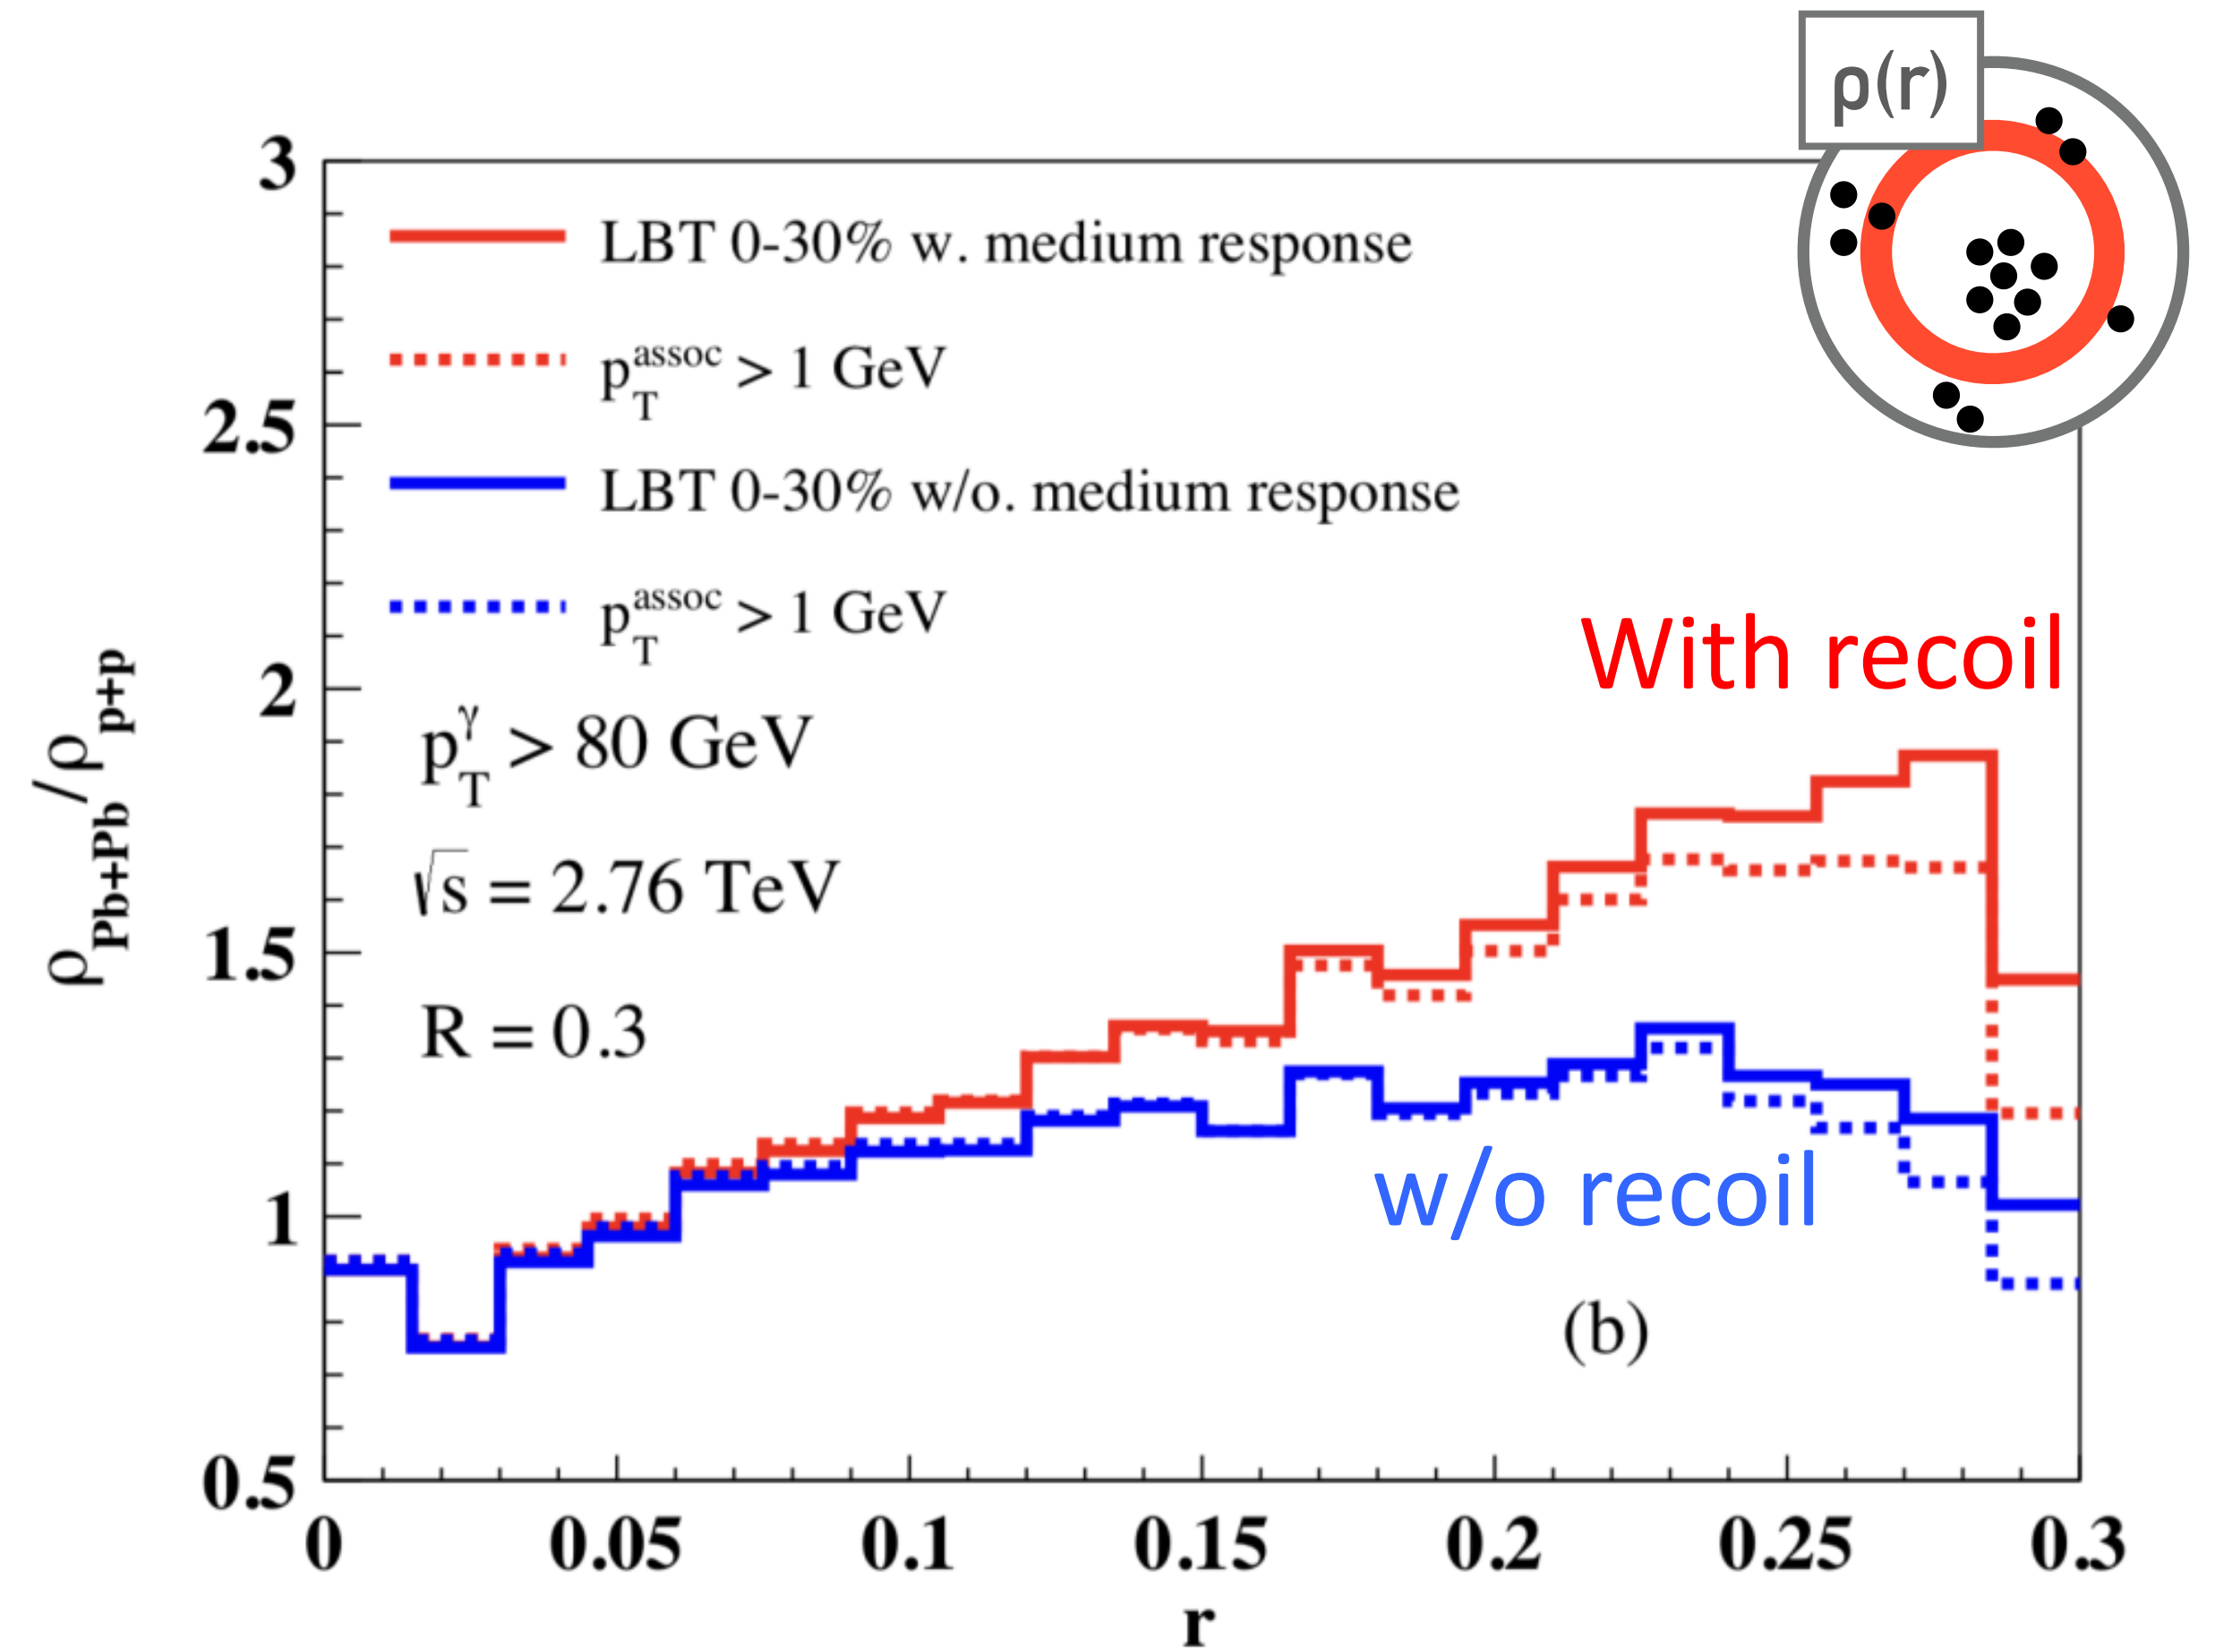 ρ(r)
3
2.5
2
1.5
1
0.5
ρ_Pb+Pb / ρ_p+p
LBT 0-30% w. medium response
p_T^assoc > 1 GeV
LBT 0-30% w/o. medium response
p_T^assoc > 1 GeV
p_T^γ > 80 GeV
√s = 2.76 TeV
R = 0.3
With recoil
w/o recoil
(b)
0 0.05 0.1 0.15 0.2 0.25 0.3
r